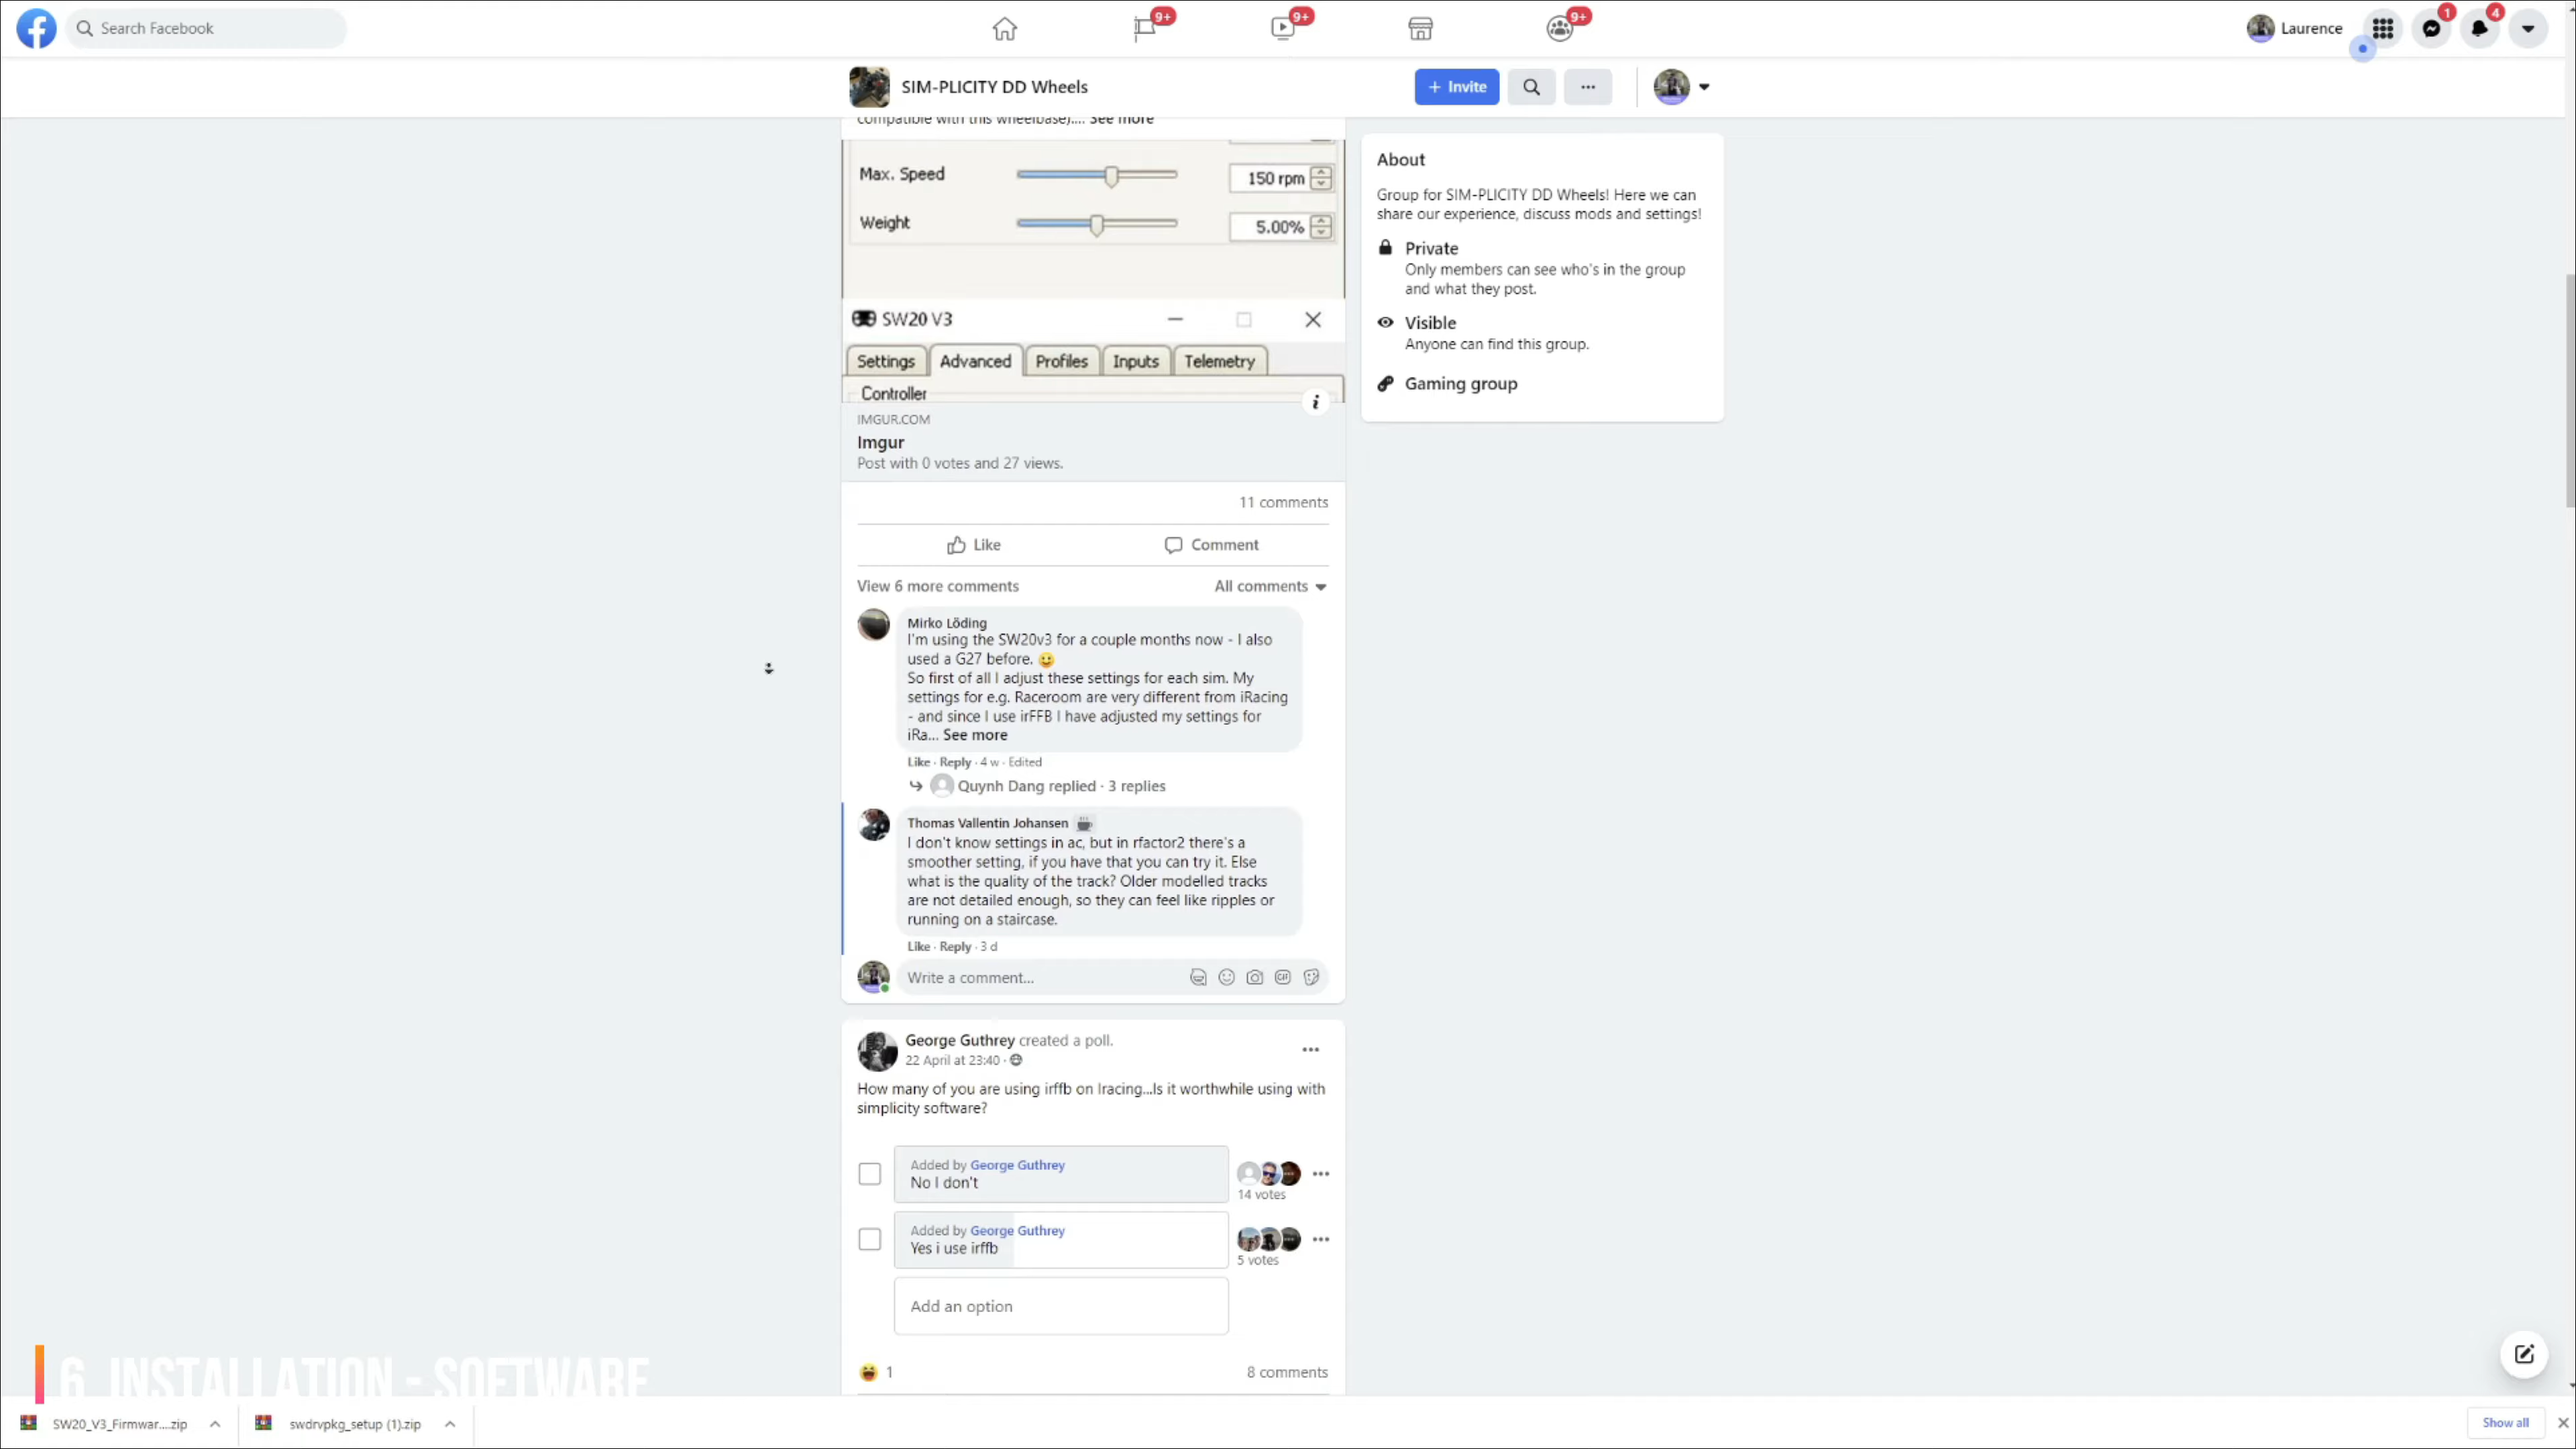 Search Facebook
9+
9+
9+
Laurence
1
4
SIM-PLICITY DD Wheels
+ Invite
compatible with this wheelbase).... See more
Max. Speed
150 rpm
Weight
5.00%
SW20 V3
Settings
Advanced
Profiles
Inputs
Telemetry
Controller
IMGUR.COM
Imgur
Post with 0 votes and 27 views.
11 comments
Like
Comment
View 6 more comments
All comments
Mirko Löding
I'm using the SW20v3 for a couple months now - I also
used a G27 before.
So first of all I adjust these settings for each sim. My
settings for e.g. Raceroom are very different from iRacing
- and since I use irFFB I have adjusted my settings for
iRa... See more
Like · Reply · 4 w · Edited
Quynh Dang replied · 3 replies
Thomas Vallentin Johansen
I don't know settings in ac, but in rfactor2 there's a
smoother setting, if you have that you can try it. Else
what is the quality of the track? Older modelled tracks
are not detailed enough, so they can feel like ripples or
running on a staircase.
Like · Reply · 3 d
Write a comment...
GIF
George Guthrey created a poll.
22 April at 23:40 ·
How many of you are using irffb on Iracing...Is it worthwhile using with
simplicity software?
Added by George Guthrey
No I don't
14 votes
Added by George Guthrey
Yes i use irffb
5 votes
Add an option
1
8 comments
About
Group for SIM-PLICITY DD Wheels! Here we can
share our experience, discuss mods and settings!
Private
Only members can see who's in the group
and what they post.
Visible
Anyone can find this group.
Gaming group
6. INSTALLATION - SOFTWARE
SW20_V3_Firmwar....zip
swdrvpkg_setup (1).zip
Show all